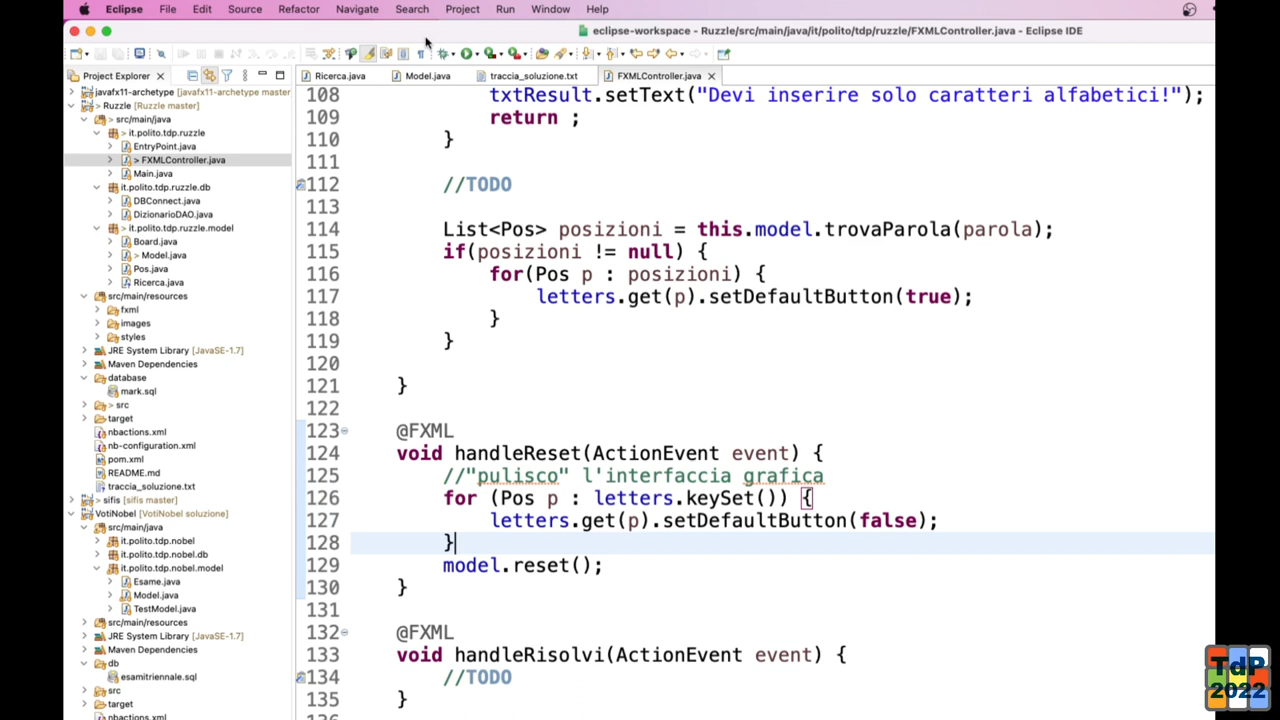 Eclipse File Edit Source Refactor Navigate Search Project Run Window Help
eclipse-workspace - Ruzzle/src/main/java/it/polito/tdp/ruzzle/FXMLController.java - Eclipse IDE
Project Explorer
Ricerca.java
Model.java
traccia_soluzione.txt
FXMLController.java
javafx11-archetype [javafx11-archetype master
> Ruzzle [Ruzzle master]
> src/main/java
> it.polito.tdp.ruzzle
EntryPoint.java
> FXMLController.java
Main.java
it.polito.tdp.ruzzle.db
DBConnect.java
DizionarioDAO.java
> it.polito.tdp.ruzzle.model
Board.java
> Model.java
Pos.java
Ricerca.java
src/main/resources
fxml
images
styles
JRE System Library [JavaSE-1.7]
Maven Dependencies
database
mark.sql
> src
target
nbactions.xml
nb-configuration.xml
pom.xml
README.md
traccia_soluzione.txt
> sifis [sifis master]
VotiNobel [VotiNobel soluzione]
src/main/java
it.polito.tdp.nobel
it.polito.tdp.nobel.db
it.polito.tdp.nobel.model
Esame.java
Model.java
TestModel.java
src/main/resources
JRE System Library [JavaSE-1.7]
Maven Dependencies
db
esamitriennale.sql
src
target
nbactions.xml
108 txtResult.setText("Devi inserire solo caratteri alfabetici!");
109 return ;
110 }
111
112 //TODO
113
114 List<Pos> posizioni = this.model.trovaParola(parola);
115 if(posizioni != null) {
116 for(Pos p : posizioni) {
117 letters.get(p).setDefaultButton(true);
118 }
119 }
120
121 }
122
123 @FXML
124 void handleReset(ActionEvent event) {
125 //"pulisco" l'interfaccia grafica
126 for (Pos p : letters.keySet()) {
127 letters.get(p).setDefaultButton(false);
128 }
129 model.reset();
130 }
131
132 @FXML
133 void handleRisolvi(ActionEvent event) {
134 //TODO
135 }
TdP
2022